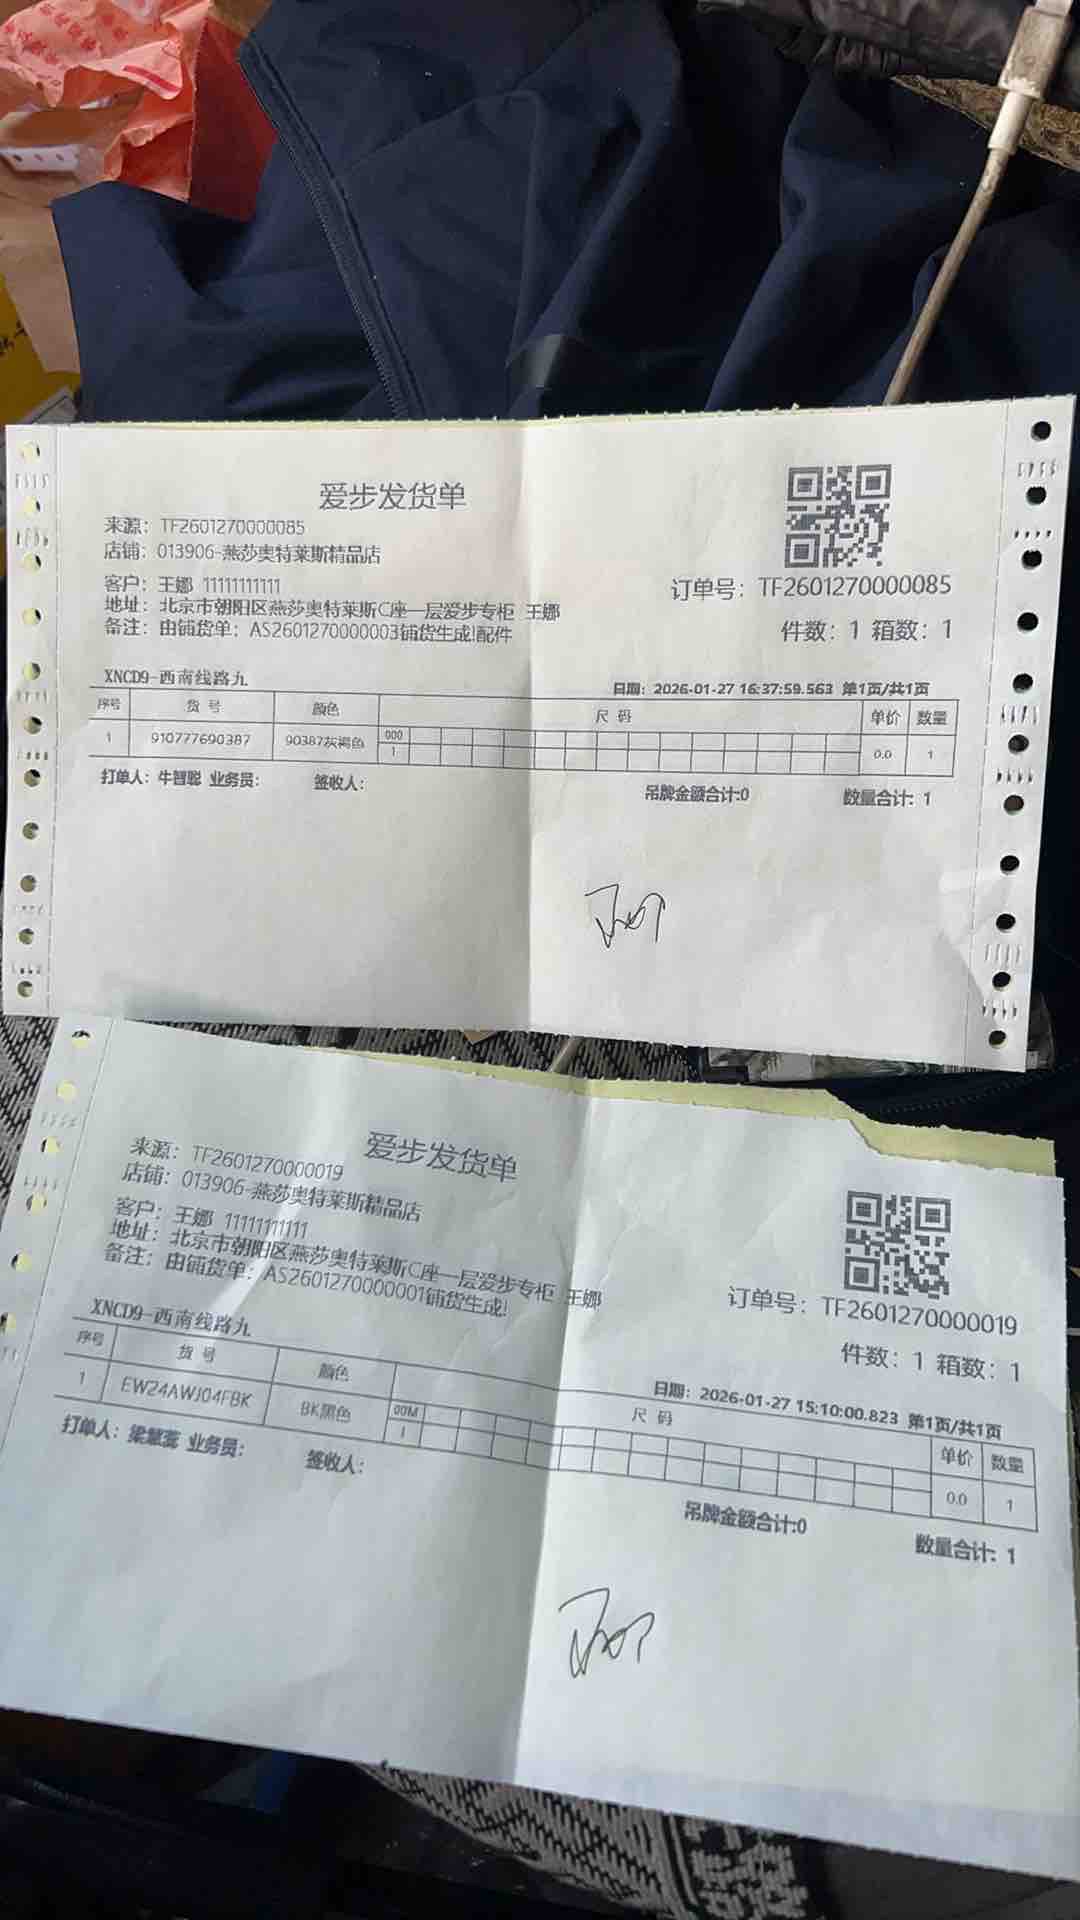 爱步发货单
来源：TF2601270000085
店铺：013906-燕莎奥特莱斯精品店
客户：王娜 11111111111
地址：北京市朝阳区燕莎奥特莱斯C座一层爱步专柜 王娜
备注：由铺货单：AS2601270000003铺货生成!配件
订单号：TF2601270000085
件数：1 箱数：1
XNCD9-西南线路九
日期：2026-01-27 16:37:59.563 第1页/共1页
序号 货号 颜色 尺码 单价 数量
000
1 910777690387 90387灰褐色 1 0.0 1
打单人：牛智聪 业务员： 签收人： 吊牌金额合计:0 数量合计：1
爱步发货单
来源：TF2601270000019
店铺：013906-燕莎奥特莱斯精品店
客户：王娜 11111111111
地址：北京市朝阳区燕莎奥特莱斯C座一层爱步专柜 王娜
备注：由铺货单：AS2601270000001铺货生成!
订单号：TF2601270000019
件数：1 箱数：1
XNCD9-西南线路九
日期：2026-01-27 15:10:00.823 第1页/共1页
序号 货号 颜色 尺码 单价 数量
00M
1 EW24AWJ04FBK BK黑色 1 0.0 1
打单人：梁慧蕊 业务员： 签收人： 吊牌金额合计:0 数量合计：1